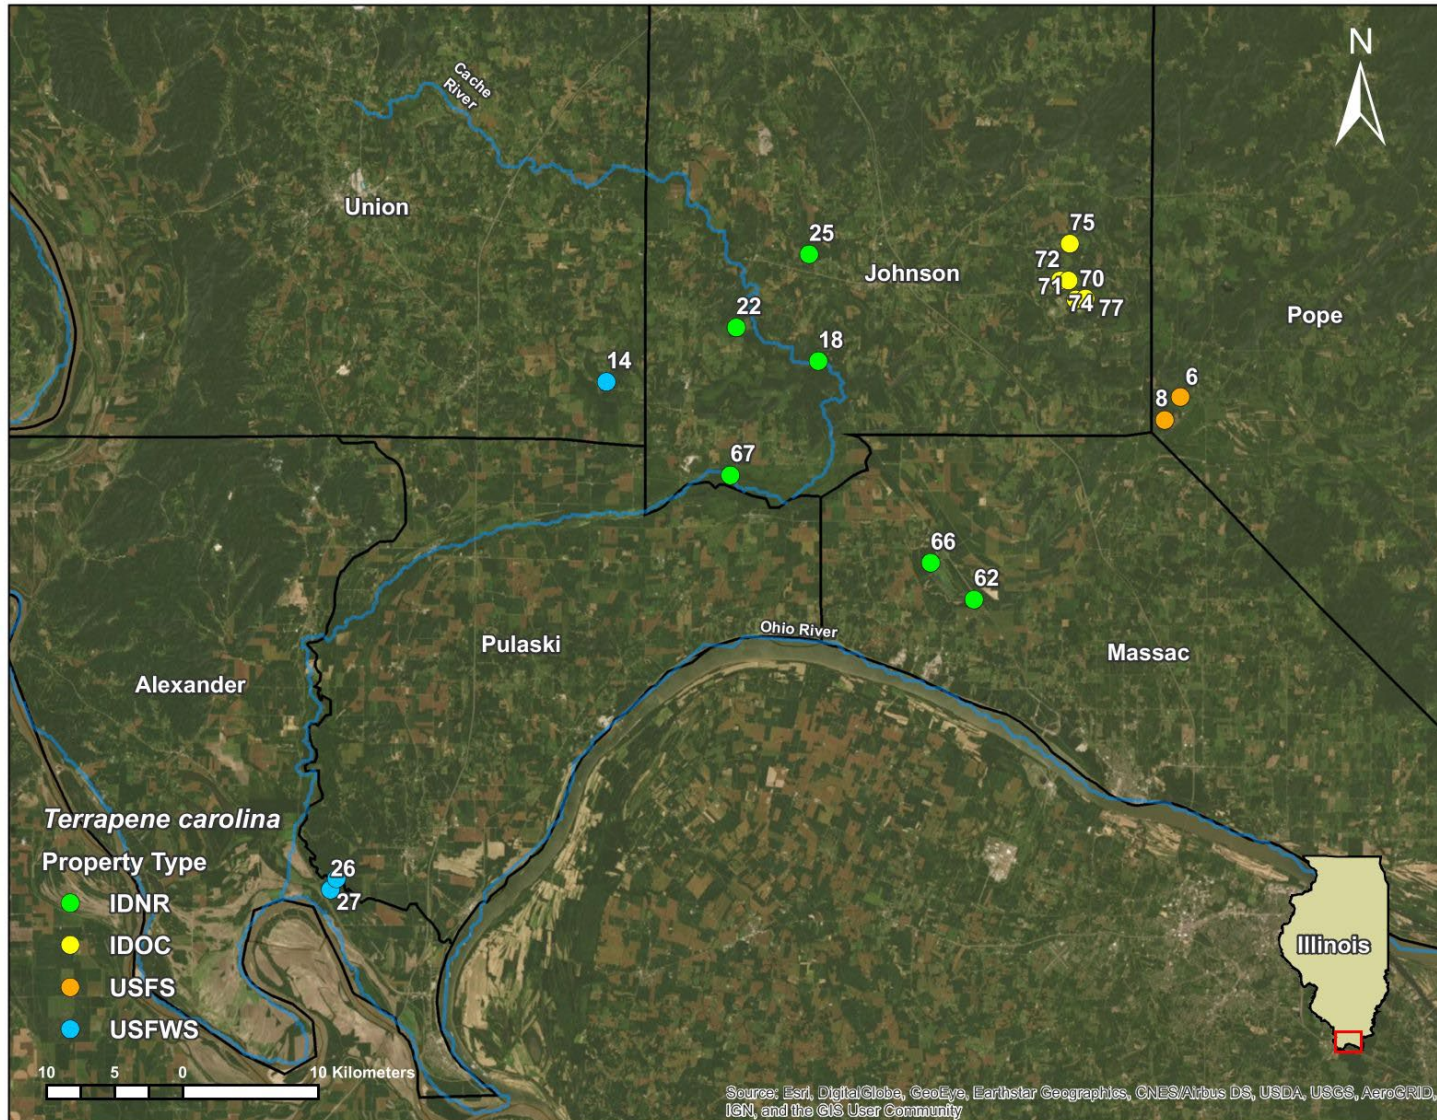 N
Cache
River
Union
75
25
72
Johnson
70
71
74
77
Pope
22
18
14
6
8
67
66
62
Ohio River
Pulaski
Massac
Alexander
Terrapene carolina
Property Type
26
27
IDNR
IDOC
USFS
USFWS
Illinois
10 5 0 10 Kilometers
Source: Esri, DigitalGlobe, GeoEye, Earthstar Geographics, CNES/Airbus DS, USDA, USGS, AeroGRID,
IGN, and the GIS User Community